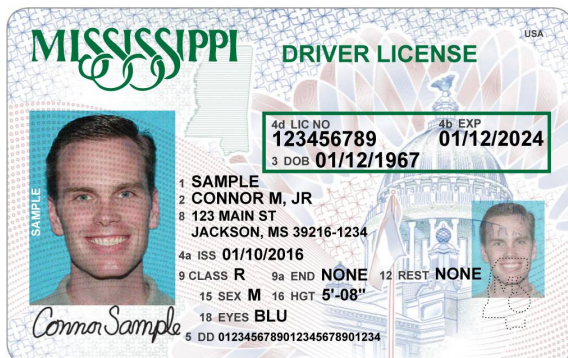 MISSISSIPPI
DRIVER LICENSE
USA
4d LIC NO 4b EXP
123456789 01/12/2024
3 DOB 01/12/1967
1 SAMPLE
2 CONNOR M, JR
8 123 MAIN ST
JACKSON, MS 39216-1234
4a ISS 01/10/2016
9 CLASS R 9a END NONE 12 REST NONE
15 SEX M 16 HGT 5'-08"
18 EYES BLU
5 DD 0123456789012345678901234
SAMPLE
Connor Sample